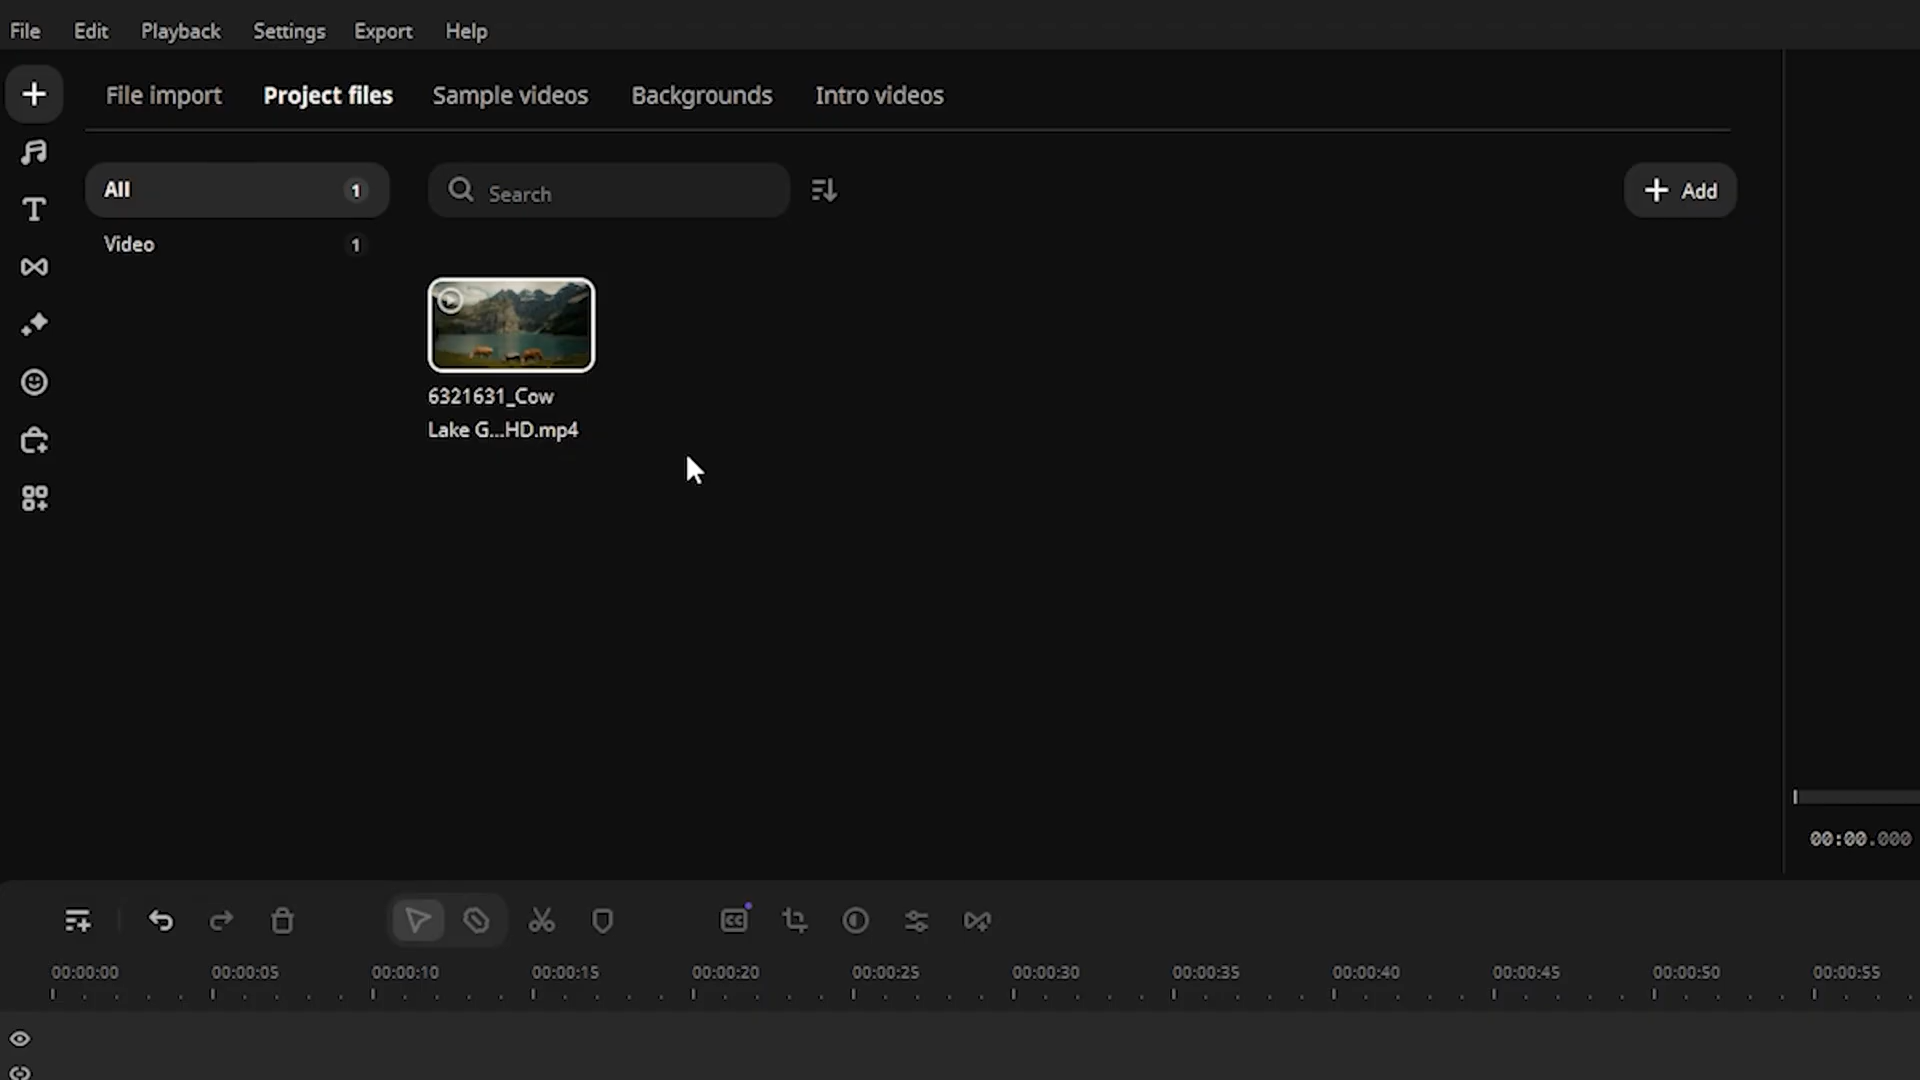 File Edit Playback Settings Export Help
File import Project files Sample videos Backgrounds Intro videos
All 1
Search
Add
Video 1
6321631_Cow
Lake G...HD.mp4
00:00.000
CC
00:00:00 00:00:05 00:00:10 00:00:15 00:00:20 00:00:25 00:00:30 00:00:35 00:00:40 00:00:45 00:00:50 00:00:55